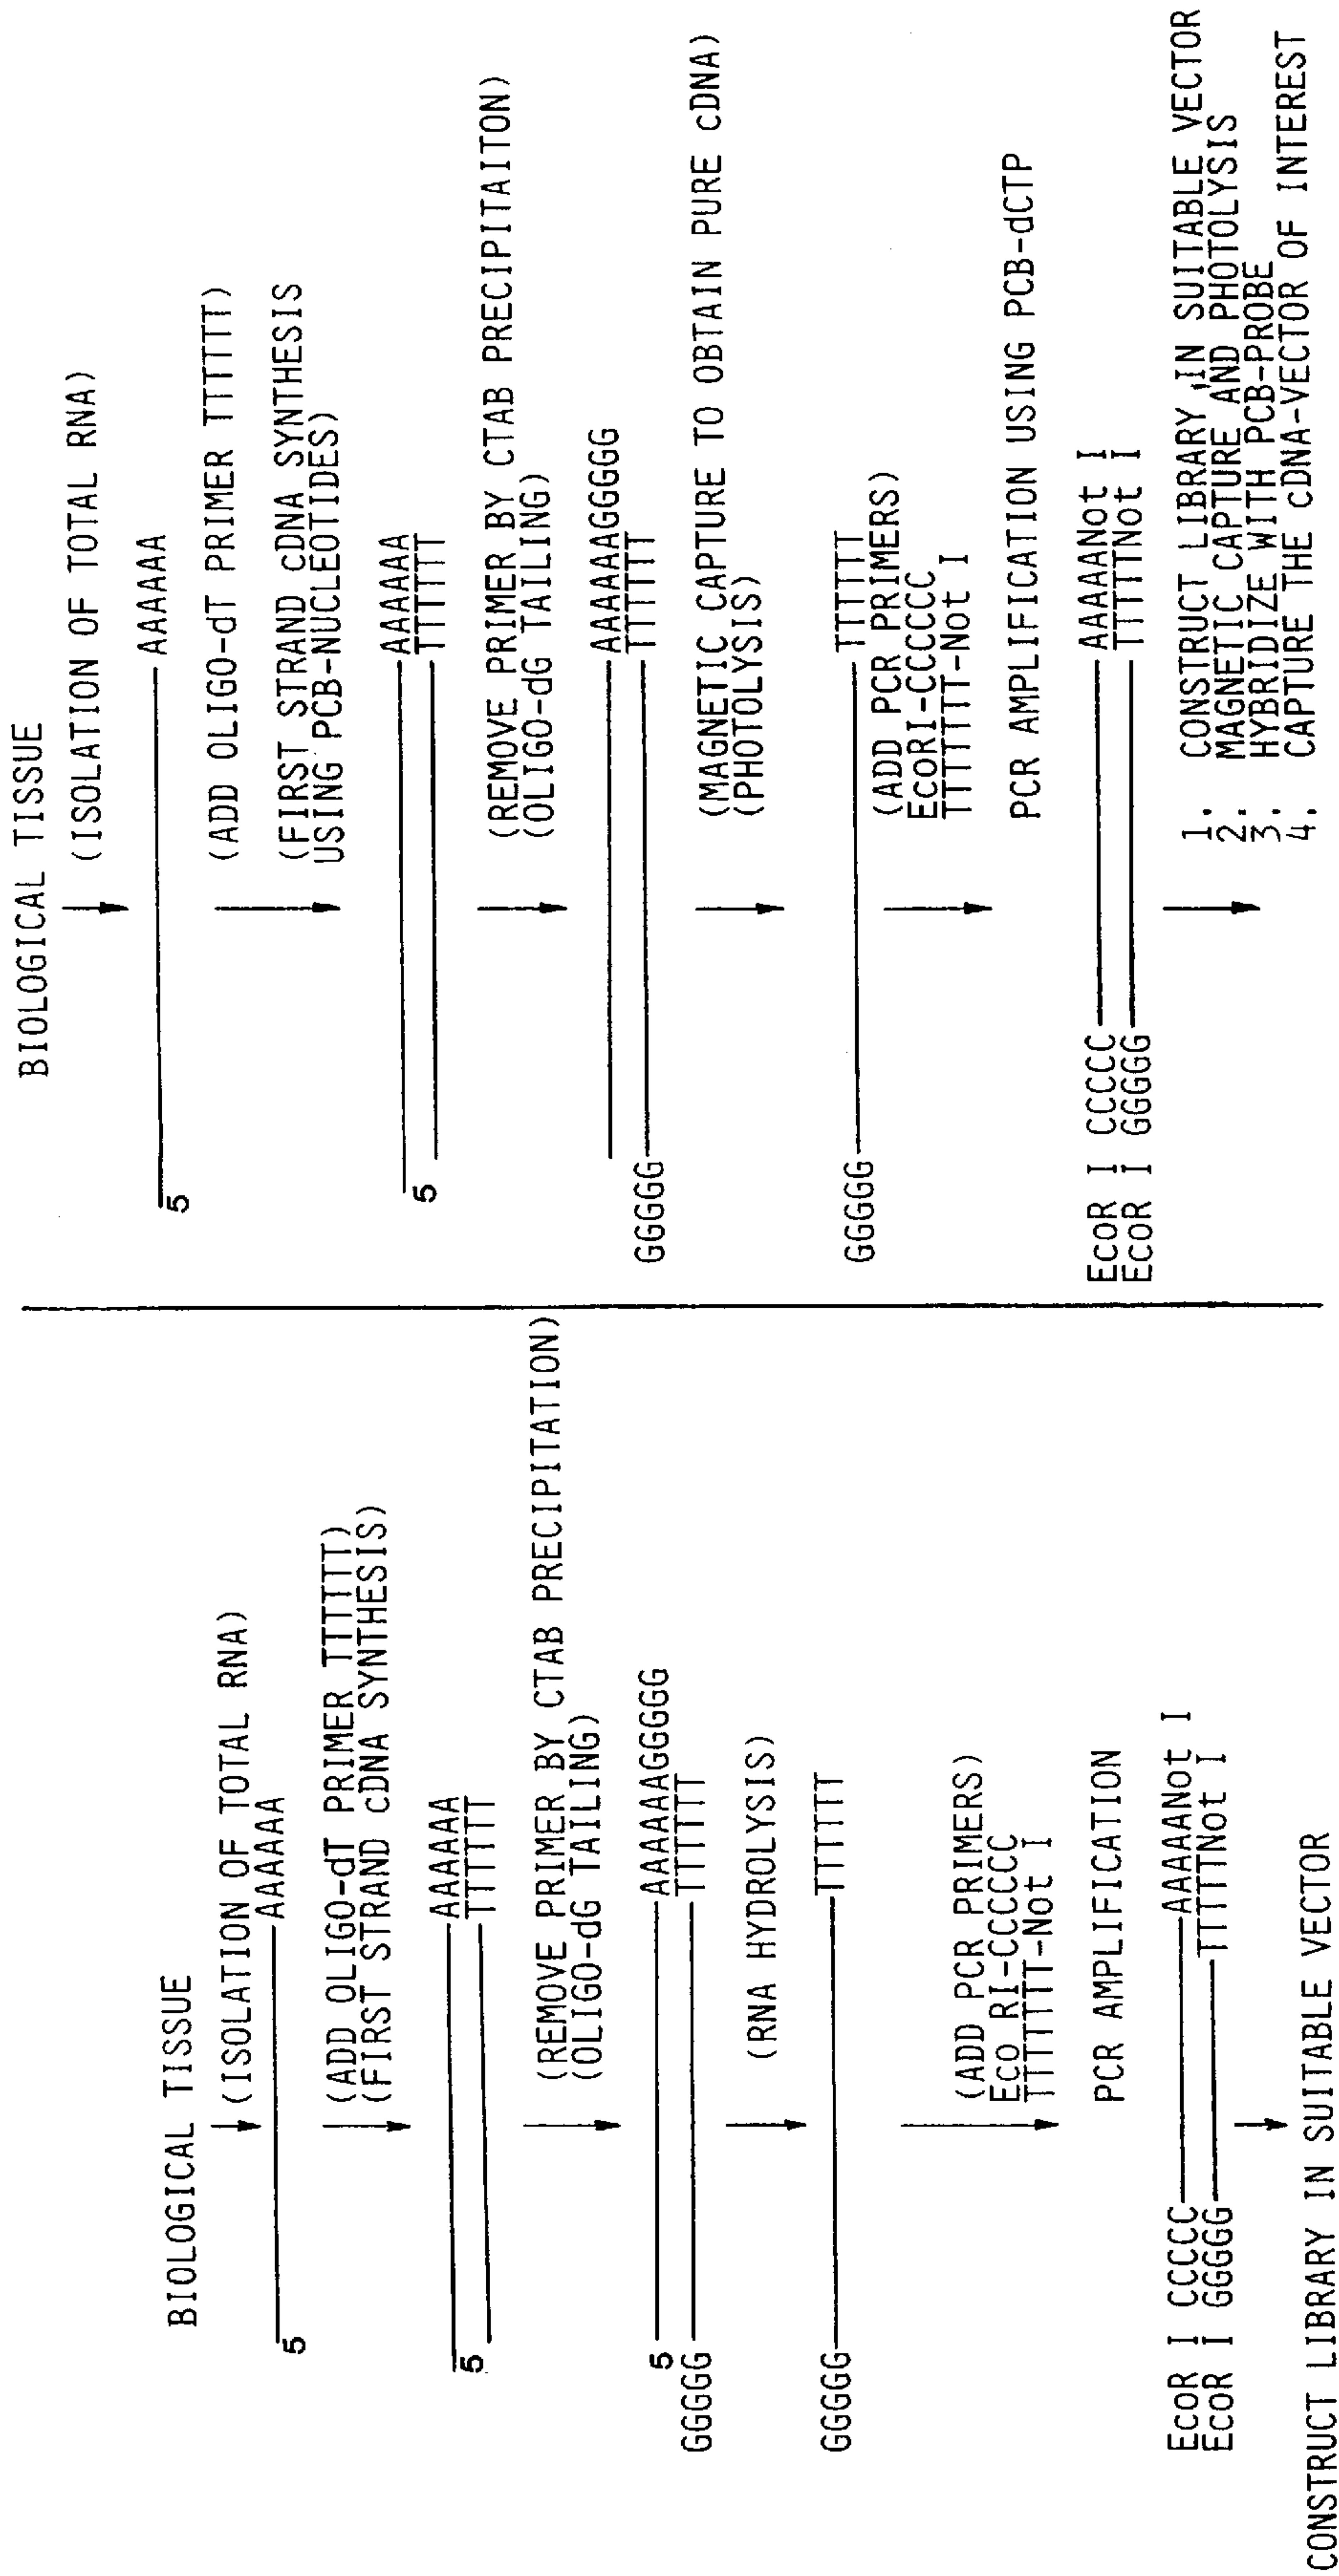 BIOLOGICAL TISSUE
(ISOLATION OF TOTAL RNA)
AAAAAA
5
(ADD OLIGO-dT PRIMER TTTTTT)
(FIRST STRAND CDNA SYNTHESIS)
AAAAAA
TTTTTT
5
(REMOVE PRIMER BY CTAB PRECIPITATION)
(OLIGO-dG TAILING)
AAAAAAGGGGG
5
GGGGG TTTTTT
(RNA HYDROLYSIS)
GGGGG TTTTTT
(ADD PCR PRIMERS)
Eco RI-CCCCCC
TTTTTTT-Not I
PCR AMPLIFICATION
EcoR I CCCCC AAAAANot I
EcoR I GGGGG TTTTTNot I
CONSTRUCT LIBRARY IN SUITABLE VECTOR
BIOLOGICAL TISSUE
(ISOLATION OF TOTAL RNA)
AAAAAA
5
(ADD OLIGO-dT PRIMER TTTTTT)
(FIRST STRAND CDNA SYNTHESIS
USING PCB-NUCLEOTIDES)
AAAAAA
5 TTTTTT
(REMOVE PRIMER BY CTAB PRECIPITAITON)
(OLIGO-dG TAILING)
AAAAAAGGGGG
GGGGG TTTTTT
(MAGNETIC CAPTURE TO OBTAIN PURE cDNA)
(PHOTOLYSIS)
GGGGG TTTTTT
(ADD PCR PRIMERS)
EcoRI-CCCCCC
TTTTTTT-Not I
PCR AMPLIFICATION USING PCB-dCTP
EcoR I CCCCC AAAAANot I
EcoR I GGGGG TTTTTNot I
1. CONSTRUCT LIBRARY IN SUITABLE VECTOR
2. MAGNETIC CAPTURE AND PHOTOLYSIS
3. HYBRIDIZE WITH PCB-PROBE
4. CAPTURE THE cDNA-VECTOR OF INTEREST